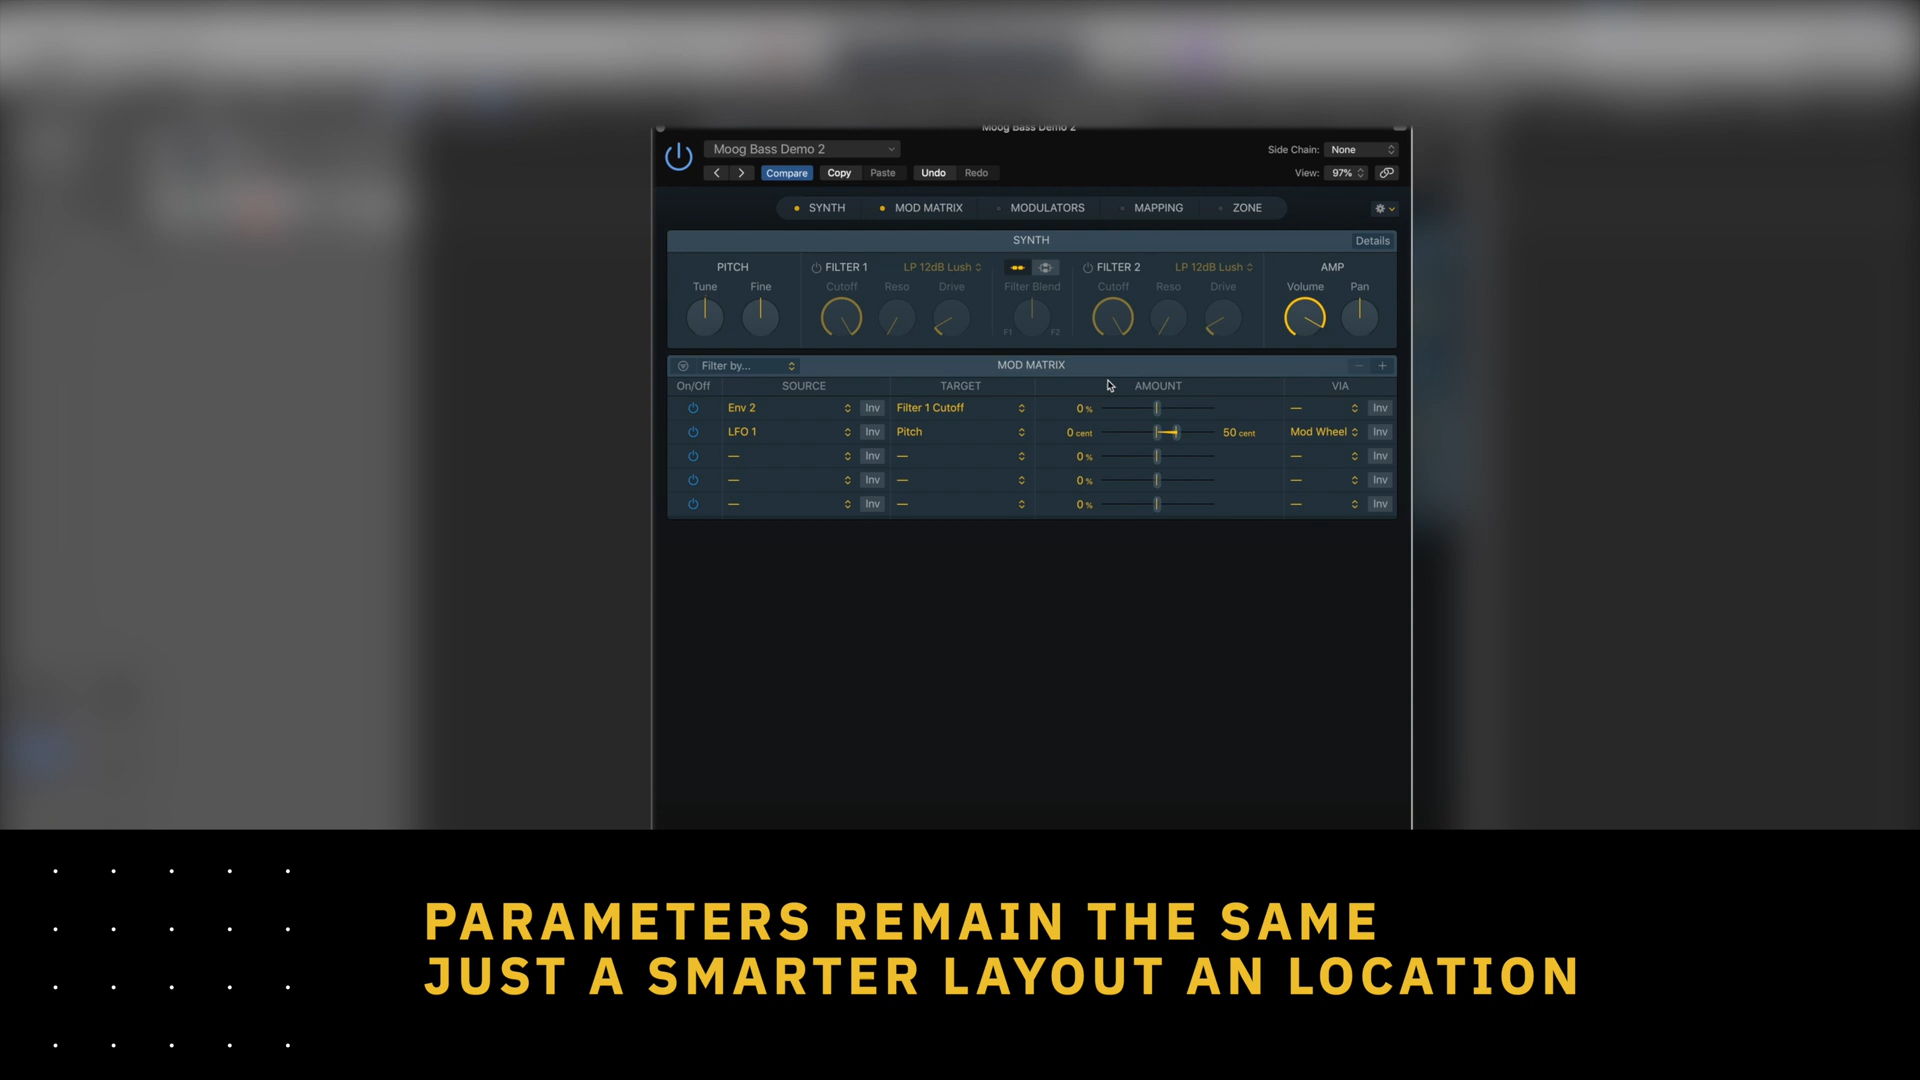 Moog Bass Demo 2
Moog Bass Demo 2
Side Chain: None
Compare Copy Paste Undo Redo
View: 97%
SYNTH MOD MATRIX MODULATORS MAPPING ZONE
SYNTH Details
PITCH FILTER 1 LP 12dB Lush FILTER 2 LP 12dB Lush AMP
Tune Fine Cutoff Reso Drive Filter Blend Cutoff Reso Drive Volume Pan
F1 F2
Filter by... MOD MATRIX − +
On/Off SOURCE TARGET AMOUNT VIA
Env 2 Inv Filter 1 Cutoff 0 % — Inv
LFO 1 Inv Pitch 0 cent 50 cent Mod Wheel Inv
— Inv — 0 % — Inv
— Inv — 0 % — Inv
— Inv — 0 % — Inv
PARAMETERS REMAIN THE SAME
JUST A SMARTER LAYOUT AN LOCATION